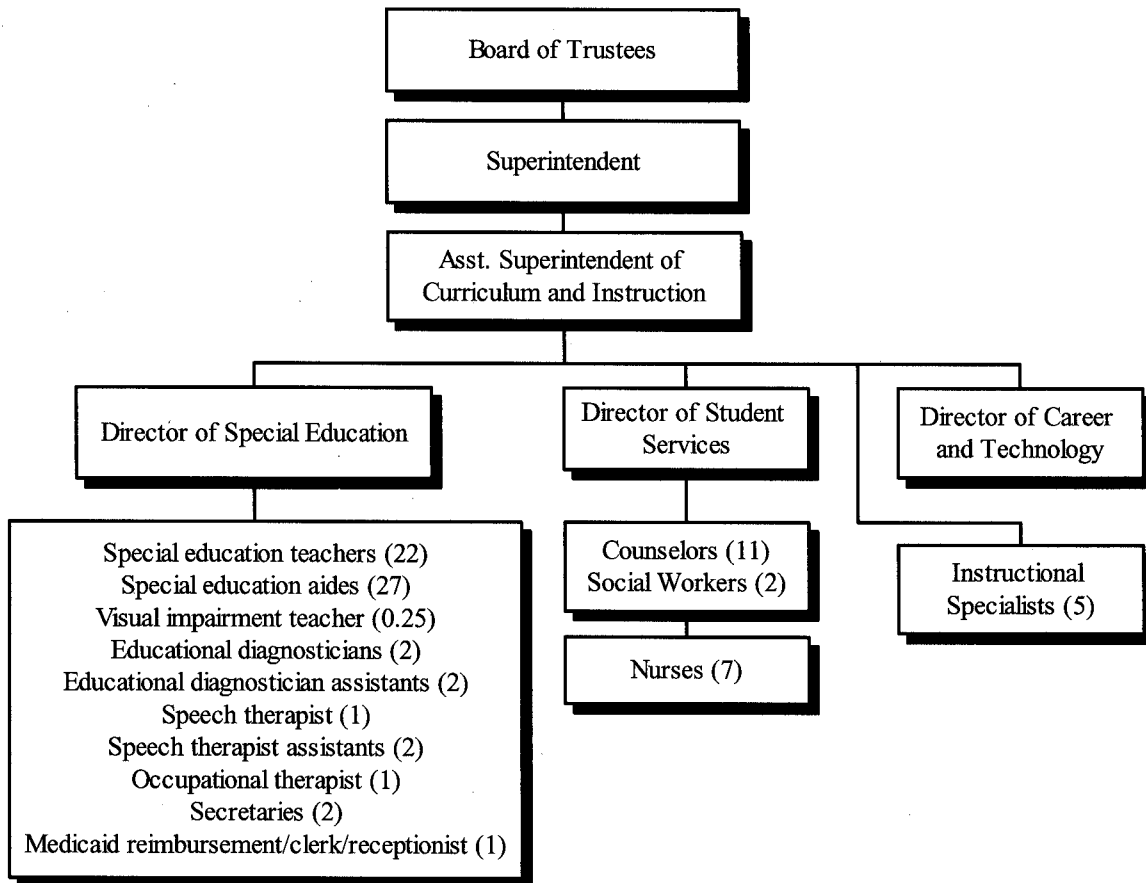 Board of Trustees
Superintendent
Asst. Superintendent of
Curriculum and Instruction
Director of Special Education
Director of Student
Services
Director of Career
and Technology
Special education teachers (22)
Special education aides (27)
Visual impairment teacher (0.25)
Educational diagnosticians (2)
Educational diagnostician assistants (2)
Speech therapist (1)
Speech therapist assistants (2)
Occupational therapist (1)
Secretaries (2)
Medicaid reimbursement/clerk/receptionist (1)
Counselors (11)
Social Workers (2)
Nurses (7)
Instructional
Specialists (5)